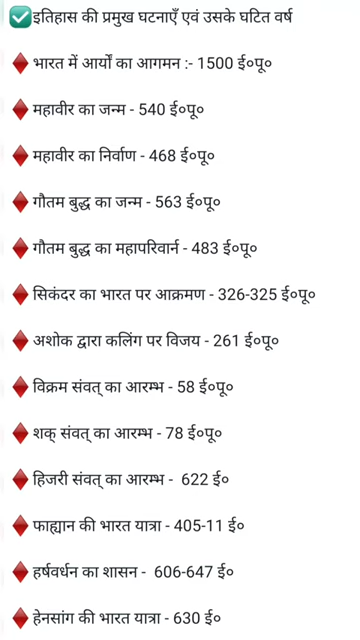 इतिहास की प्रमुख घटनाएँ एवं उसके घटित वर्ष
भारत में आर्यों का आगमन :- 1500 ई०पू०
महावीर का जन्म - 540 ई०पू०
महावीर का निर्वाण - 468 ई०पू०
गौतम बुद्ध का जन्म - 563 ई०पू०
गौतम बुद्ध का महापरिवार्न - 483 ई०पू०
सिकंदर का भारत पर आक्रमण - 326-325 ई०पू०
अशोक द्वारा कलिंग पर विजय - 261 ई०पू०
विक्रम संवत् का आरम्भ - 58 ई०पू०
शक् संवत् का आरम्भ - 78 ई०पू०
हिजरी संवत् का आरम्भ - 622 ई०
फाह्यान की भारत यात्रा - 405-11 ई०
हर्षवर्धन का शासन - 606-647 ई०
हेनसांग की भारत यात्रा - 630 ई०